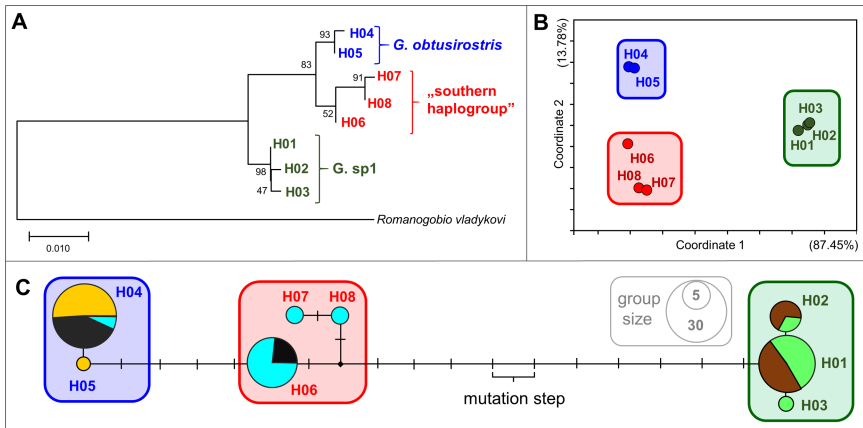 A
93
H04
H05
G. obtusirostris
83
91
H07
H08
„southern
haplogroup”
52
H06
H01
98
H02
G. sp1
47
H03
Romanogobio vladykovi
0.010
B
(13.78%)
Coordinate 2
H04
H05
H03
H02
H01
H06
H08
H07
Coordinate 1
(87.45%)
C
H04
H05
H07
H08
H06
group
size
5
30
mutation step
H02
H01
H03